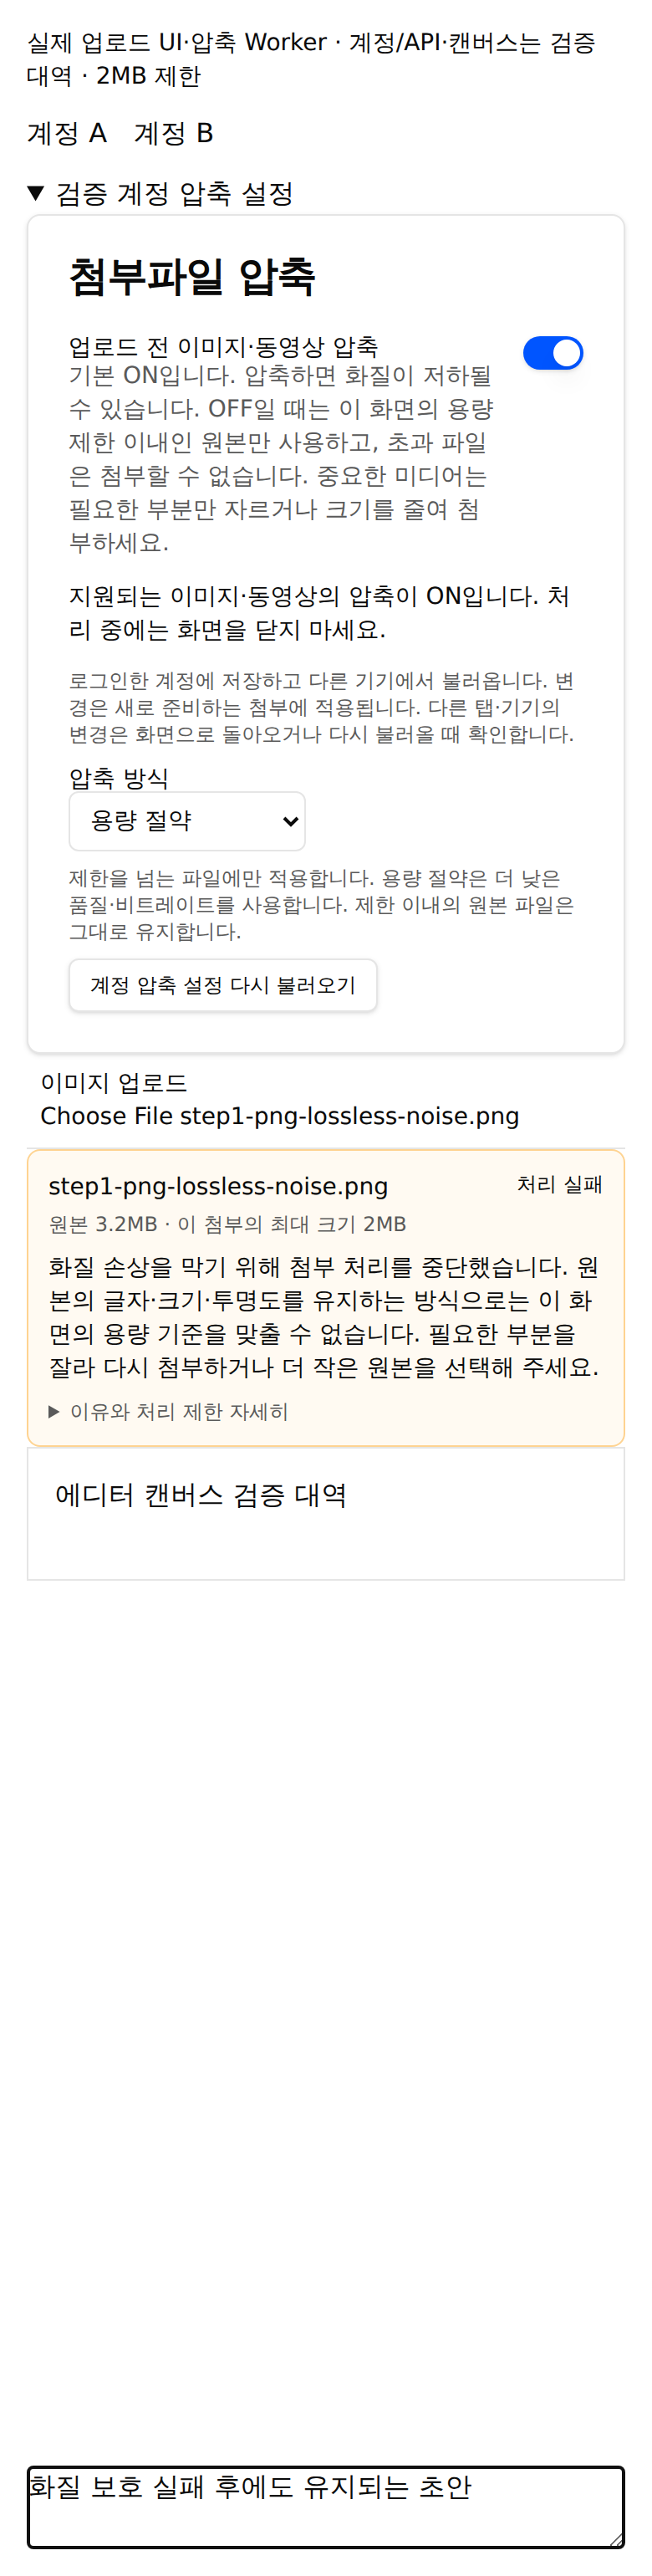 실제 업로드 UI·압축 Worker · 계정/API·캔버스는 검증
대역 · 2MB 제한
계정 A 계정 B
▼ 검증 계정 압축 설정
첨부파일 압축
업로드 전 이미지·동영상 압축
기본 ON입니다. 압축하면 화질이 저하될
수 있습니다. OFF일 때는 이 화면의 용량
제한 이내인 원본만 사용하고, 초과 파일
은 첨부할 수 없습니다. 중요한 미디어는
필요한 부분만 자르거나 크기를 줄여 첨
부하세요.
지원되는 이미지·동영상의 압축이 ON입니다. 처
리 중에는 화면을 닫지 마세요.
로그인한 계정에 저장하고 다른 기기에서 불러옵니다. 변
경은 새로 준비하는 첨부에 적용됩니다. 다른 탭·기기의
변경은 화면으로 돌아오거나 다시 불러올 때 확인합니다.
압축 방식
용량 절약
제한을 넘는 파일에만 적용합니다. 용량 절약은 더 낮은
품질·비트레이트를 사용합니다. 제한 이내의 원본 파일은
그대로 유지합니다.
계정 압축 설정 다시 불러오기
이미지 업로드
Choose File step1-png-lossless-noise.png
step1-png-lossless-noise.png 처리 실패
원본 3.2MB · 이 첨부의 최대 크기 2MB
화질 손상을 막기 위해 첨부 처리를 중단했습니다. 원
본의 글자·크기·투명도를 유지하는 방식으로는 이 화
면의 용량 기준을 맞출 수 없습니다. 필요한 부분을
잘라 다시 첨부하거나 더 작은 원본을 선택해 주세요.
▶ 이유와 처리 제한 자세히
에디터 캔버스 검증 대역
화질 보호 실패 후에도 유지되는 초안